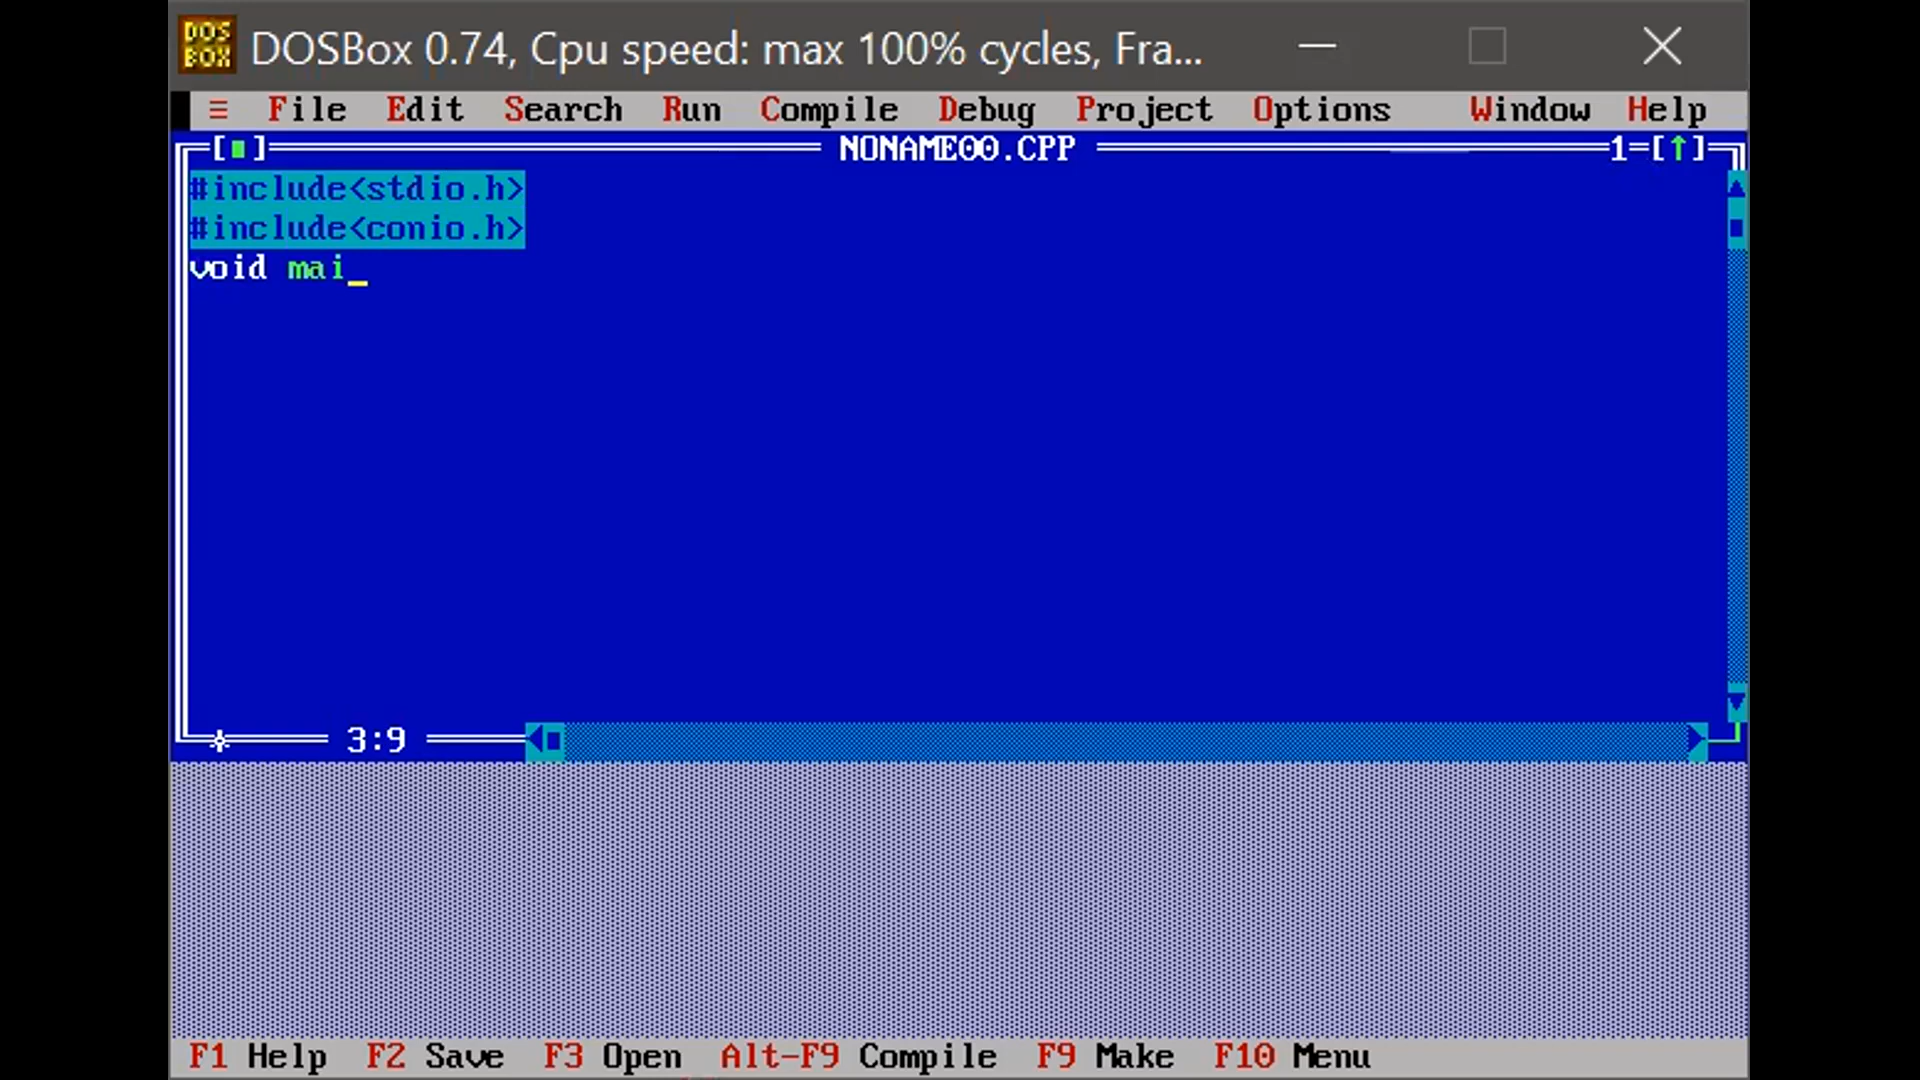 DOS BOX DOSBox 0.74, Cpu speed: max 100% cycles, Fra...
≡ File Edit Search Run Compile Debug Project Options Window Help
[■] NONAME00.CPP 1=[↑]
#include<stdio.h>
#include<conio.h>
void mai_
3:9
F1 Help F2 Save F3 Open Alt-F9 Compile F9 Make F10 Menu